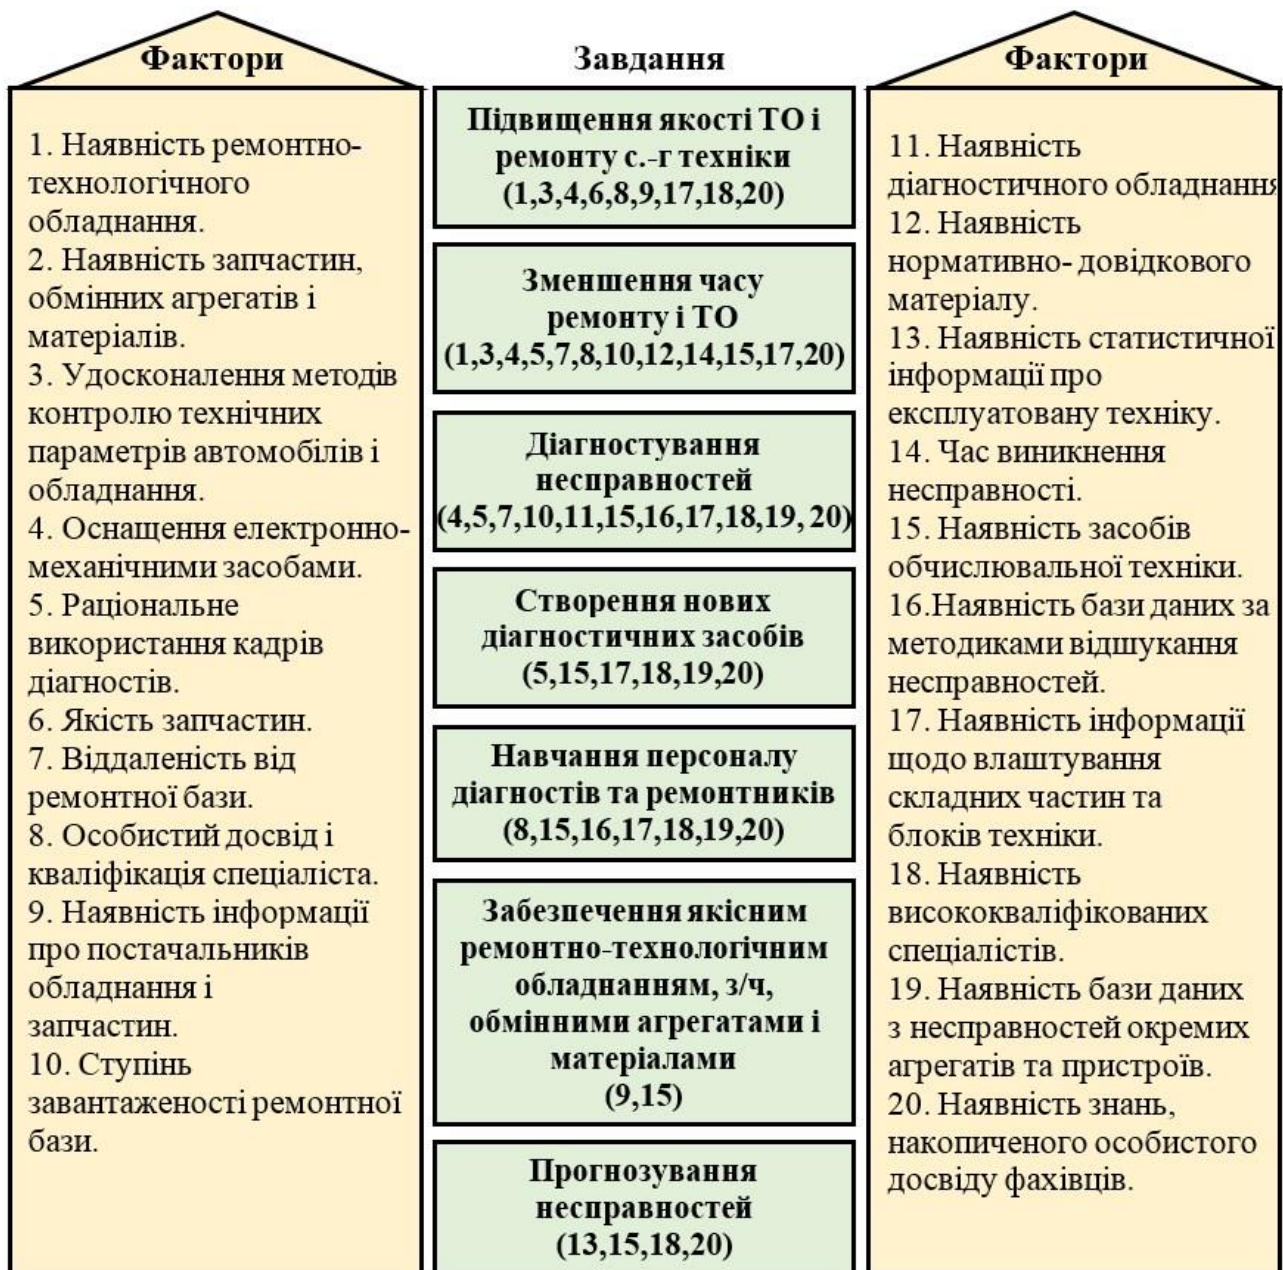 Фактори
1. Наявність ремонтно-
технологічного
обладнання.
2. Наявність запчастин,
обмінних агрегатів і
матеріалів.
3. Удосконалення методів
контролю технічних
параметрів автомобілів і
обладнання.
4. Оснащення електронно-
механічними засобами.
5. Раціональне
використання кадрів
діагностів.
6. Якість запчастин.
7. Віддаленість від
ремонтної бази.
8. Особистий досвід і
кваліфікація спеціаліста.
9. Наявність інформації
про постачальників
обладнання і
запчастин.
10. Ступінь
завантаженості ремонтної
бази.
Завдання
Підвищення якості ТО і
ремонту с.-г техніки
(1,3,4,6,8,9,17,18,20)
Зменшення часу
ремонту і ТО
(1,3,4,5,7,8,10,12,14,15,17,20)
Діагностування
несправностей
(4,5,7,10,11,15,16,17,18,19, 20)
Створення нових
діагностичних засобів
(5,15,17,18,19,20)
Навчання персоналу
діагностів та ремонтників
(8,15,16,17,18,19,20)
Забезпечення якісним
ремонтно-технологічним
обладнанням, з/ч,
обмінними агрегатами і
матеріалами
(9,15)
Прогнозування
несправностей
(13,15,18,20)
Фактори
11. Наявність
діагностичного обладнання
12. Наявність
нормативно- довідкового
матеріалу.
13. Наявність статистичної
інформації про
експлуатовану техніку.
14. Час виникнення
несправності.
15. Наявність засобів
обчислювальної техніки.
16.Наявність бази даних за
методиками відшукання
несправностей.
17. Наявність інформації
щодо влаштування
складних частин та
блоків техніки.
18. Наявність
висококваліфікованих
спеціалістів.
19. Наявність бази даних
з несправностей окремих
агрегатів та пристроїв.
20. Наявність знань,
накопиченого особистого
досвіду фахівців.